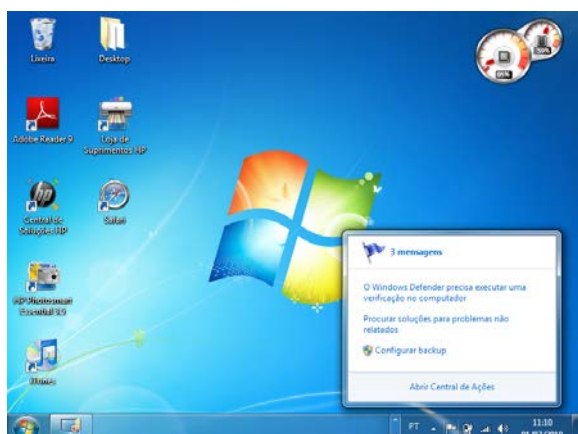 Lixeira
Desktop
Adobe Reader 9
Loja de
Suprimentos HP
Central de
Soluções HP
Safari
HP Photosmart
Essential 3.5
iTunes
3 mensagens
O Windows Defender precisa executar uma
verificação no computador
Procurar soluções para problemas não
relatados
Configurar backup
Abrir Central de Ações
PT
11:10